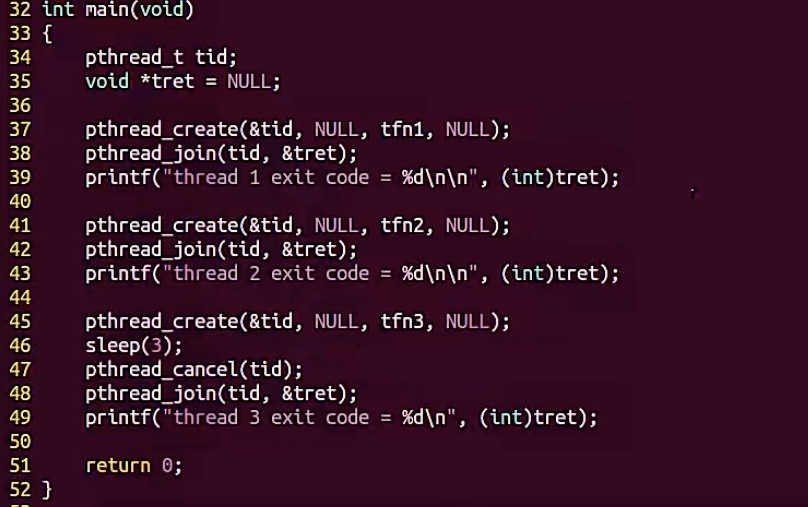 32 int main(void)
33 {
34     pthread_t tid;
35     void *tret = NULL;
36
37     pthread_create(&tid, NULL, tfn1, NULL);
38     pthread_join(tid, &tret);
39     printf("thread 1 exit code = %d\n\n", (int)tret);
40
41     pthread_create(&tid, NULL, tfn2, NULL);
42     pthread_join(tid, &tret);
43     printf("thread 2 exit code = %d\n\n", (int)tret);
44
45     pthread_create(&tid, NULL, tfn3, NULL);
46     sleep(3);
47     pthread_cancel(tid);
48     pthread_join(tid, &tret);
49     printf("thread 3 exit code = %d\n", (int)tret);
50
51     return 0;
52 }